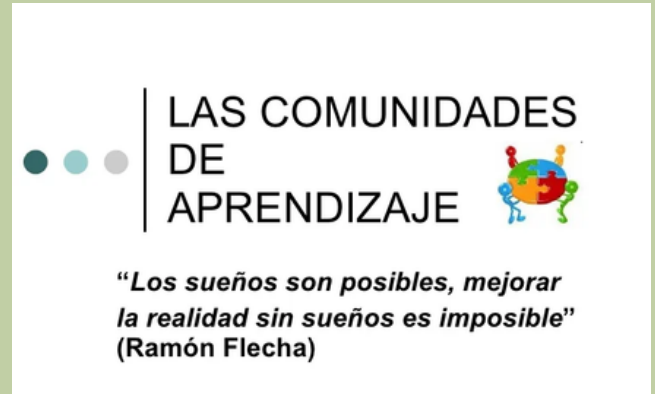 LAS COMUNIDADES
DE
APRENDIZAJE
“Los sueños son posibles, mejorar
la realidad sin sueños es imposible”
(Ramón Flecha)